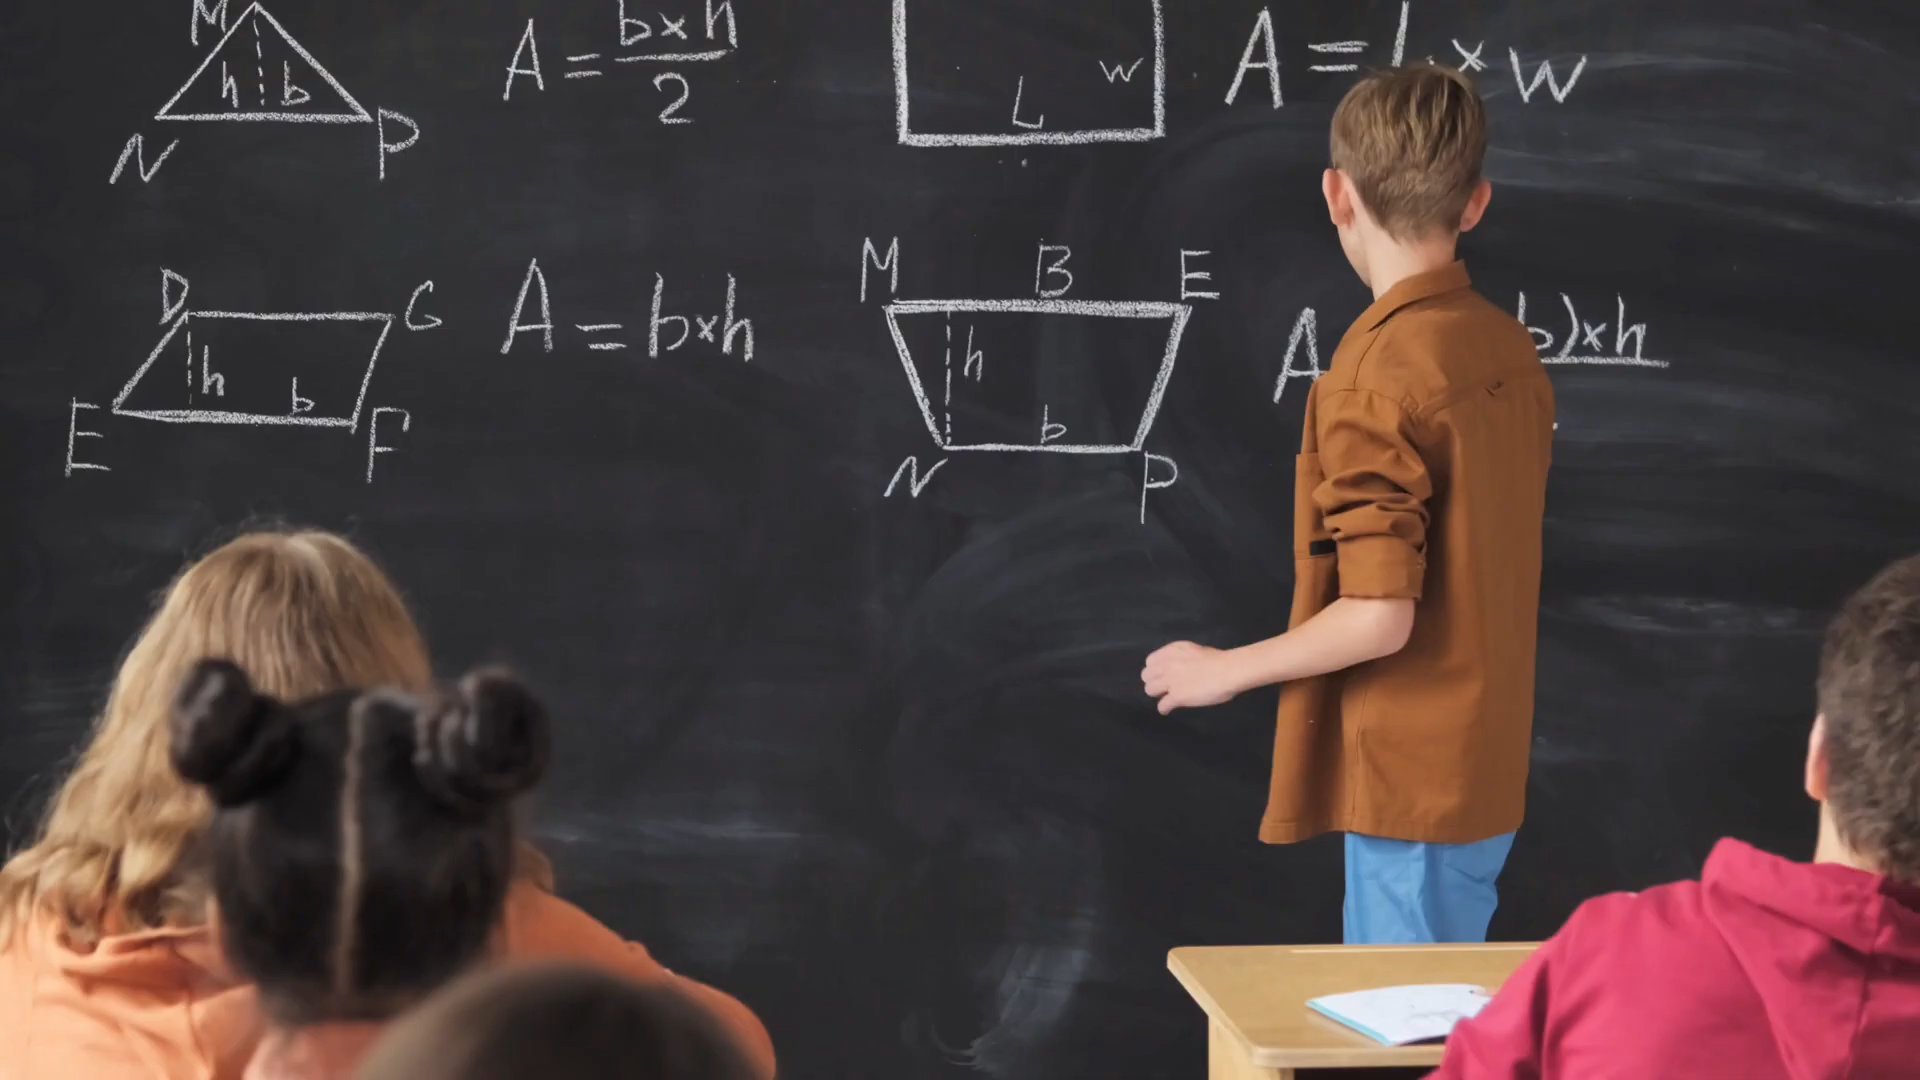 M
h b
N P
A = b×h
2
L w
A = L × W
D G
h b
E F
A = b×h
M B E
h
b
N P
A b)×h